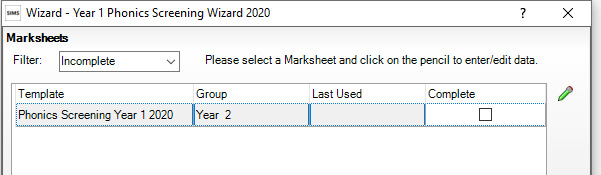 SIMS Wizard - Year 1 Phonics Screening Wizard 2020 ? ×
Marksheets
Filter: Incomplete Please select a Marksheet and click on the pencil to enter/edit data.
Template Group Last Used Complete
Phonics Screening Year 1 2020 Year 2